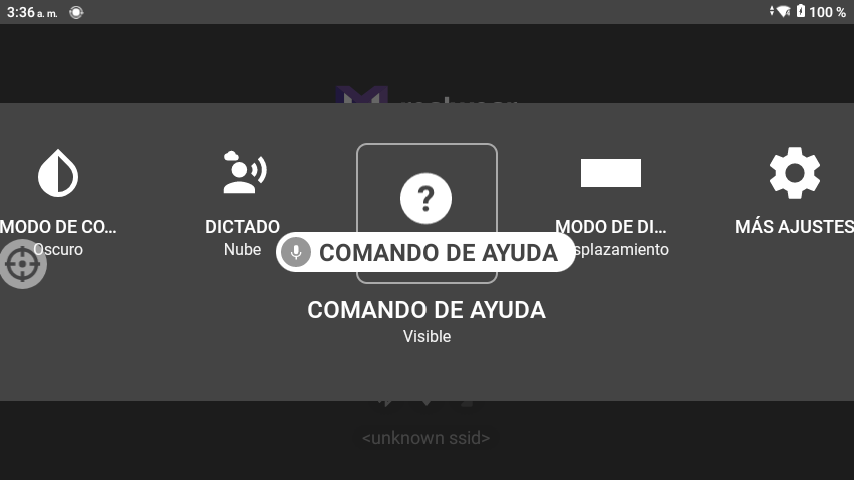 3:36 a. m.
100 %
MODO DE CO...
Oscuro
DICTADO
Nube
?
COMANDO DE AYUDA
COMANDO DE AYUDA
Visible
MODO DE DI...
splazamiento
MÁS AJUSTES
<unknown ssid>